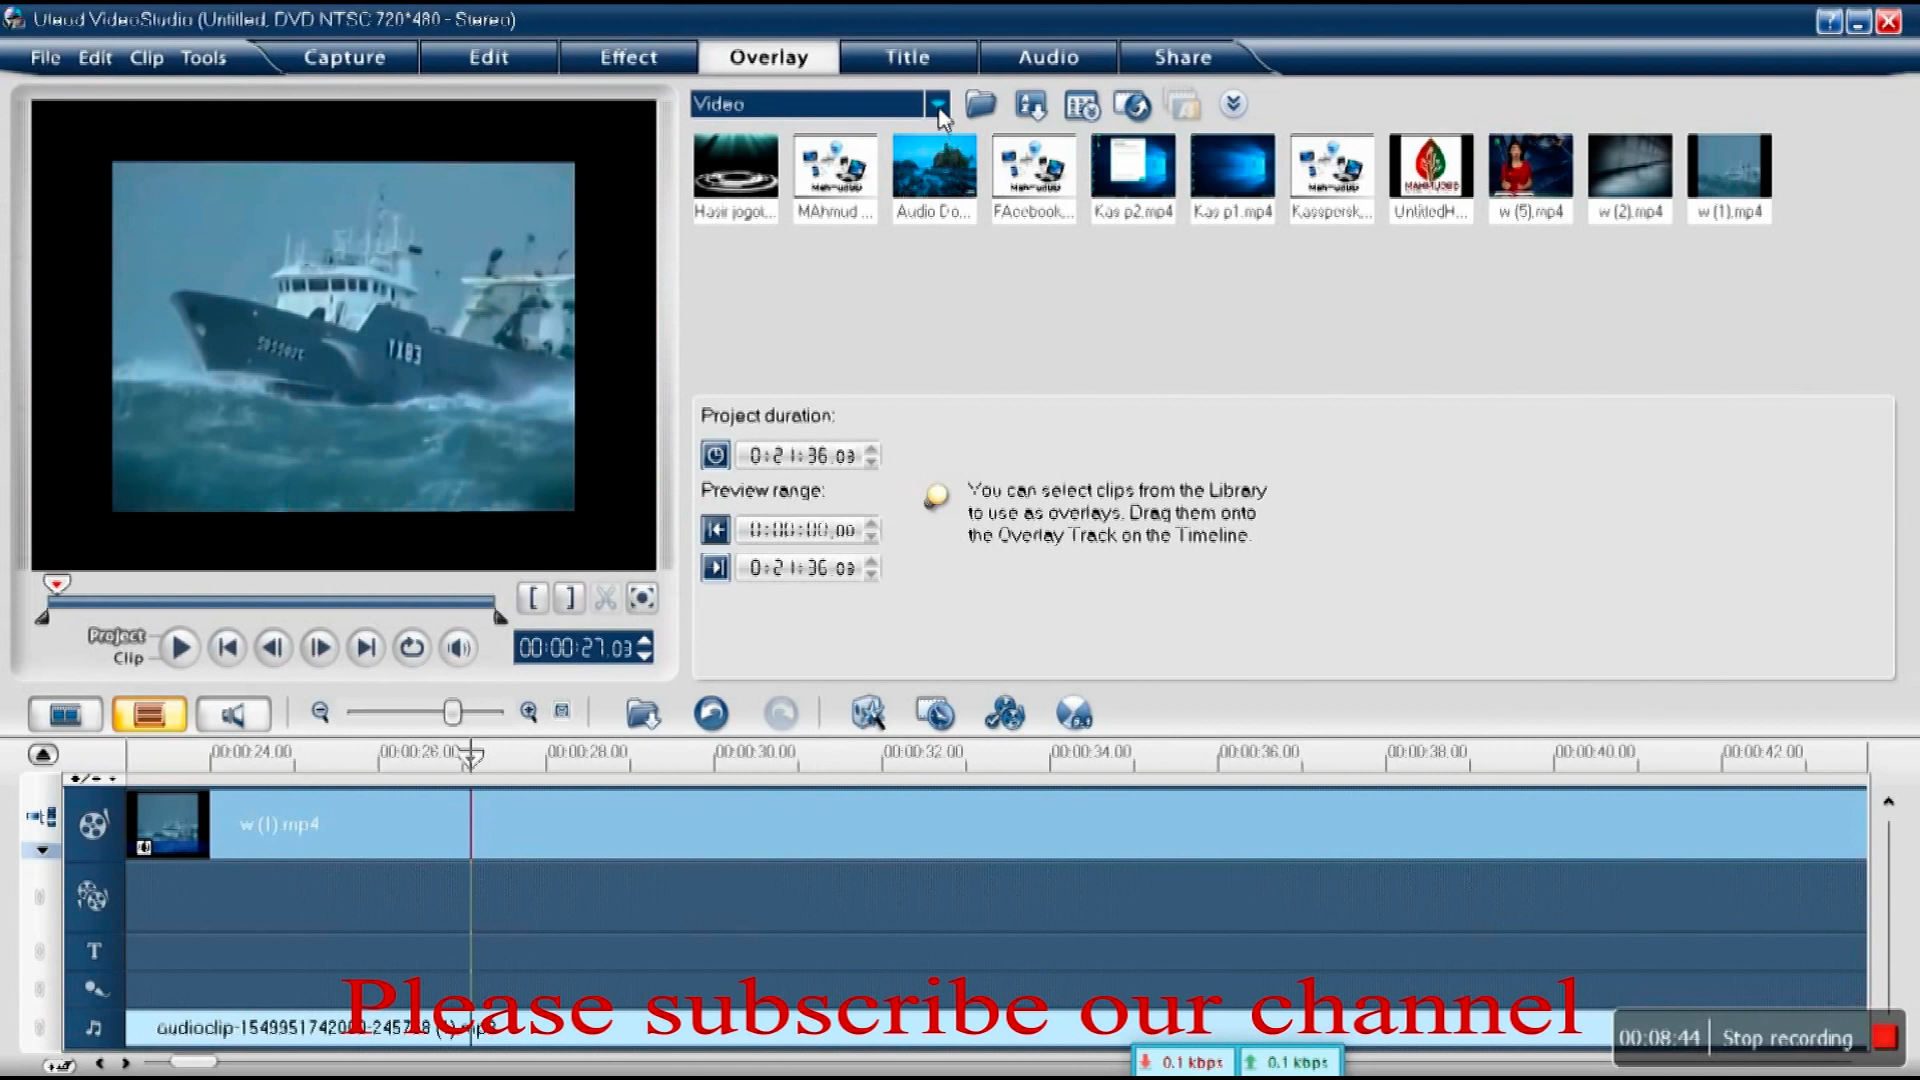 Ulead VideoStudio (Untitled, DVD NTSC 720*480 - Stereo)
File Edit Clip Tools Capture Edit Effect Overlay Title Audio Share
Video
Hasir jogot... MAhmud ... Audio Do... FAcebook,... Kas p2.mp4 Kas p1.mp4 Kasspersk... UntitledH... w (5).mp4 w (2).mp4 w (1).mp4
MAHMUDBD
YX83
Project duration:
0:21:36.03
Preview range:
0:00:00.00
0:21:36.03
You can select clips from the Library
to use as overlays. Drag them onto
the Overlay Track on the Timeline.
Project
Clip
00:00:27.03
00:00:24.00 00:00:26.00 00:00:28.00 00:00:30.00 00:00:32.00 00:00:34.00 00:00:36.00 00:00:38.00 00:00:40.00 00:00:42.00
w (1).mp4
T
Please subscribe our channel
00:08:44 Stop recording
0.1 kbps 0.1 kbps